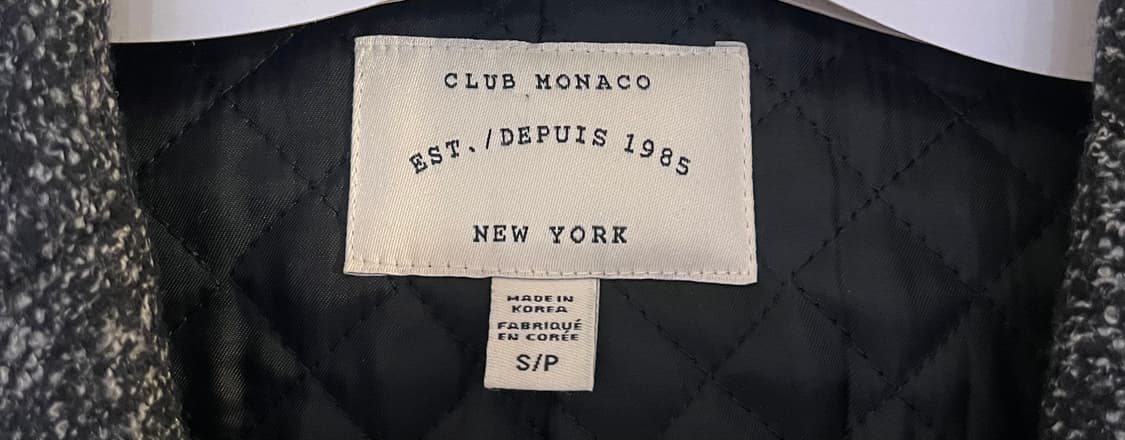 CLUB MONACO
EST./DEPUIS 1985
NEW YORK
MADE IN
KOREA
FABRIQUÉ
EN CORÉE
S/P